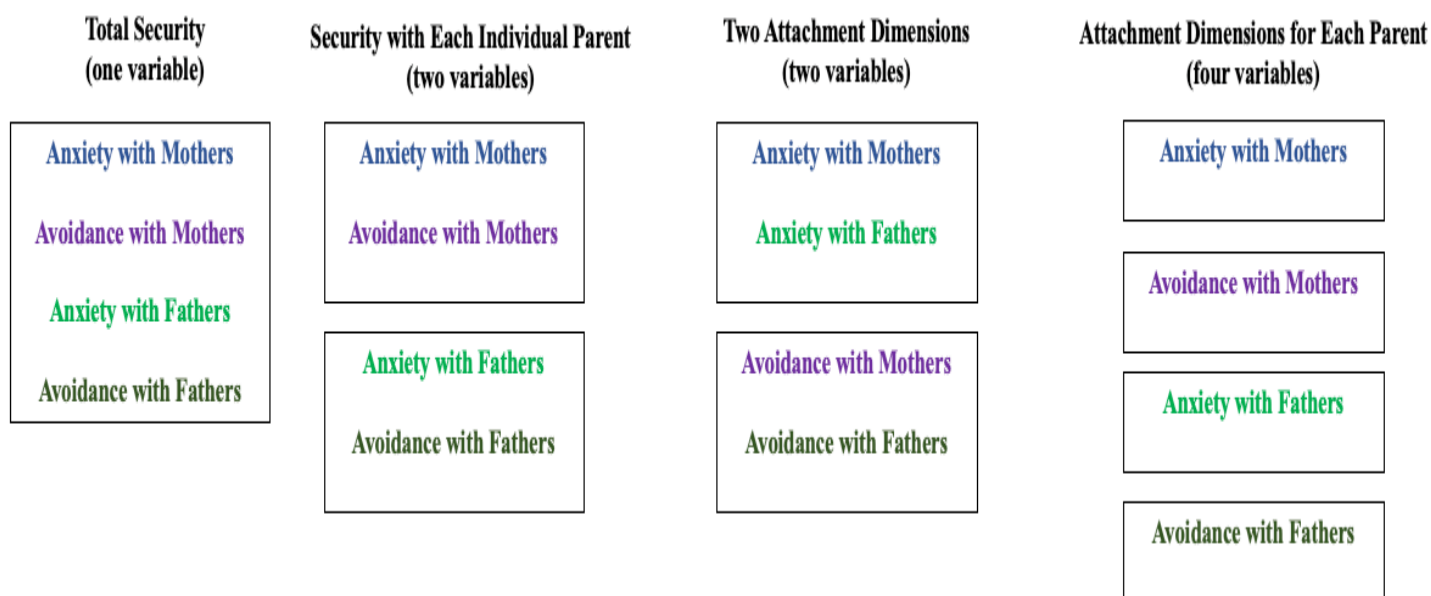 Total Security
(one variable)
Anxiety with Mothers
Avoidance with Mothers
Anxiety with Fathers
Avoidance with Fathers
Security with Each Individual Parent
(two variables)
Anxiety with Mothers
Avoidance with Mothers
Anxiety with Fathers
Avoidance with Fathers
Two Attachment Dimensions
(two variables)
Anxiety with Mothers
Anxiety with Fathers
Avoidance with Mothers
Avoidance with Fathers
Attachment Dimensions for Each Parent
(four variables)
Anxiety with Mothers
Avoidance with Mothers
Anxiety with Fathers
Avoidance with Fathers